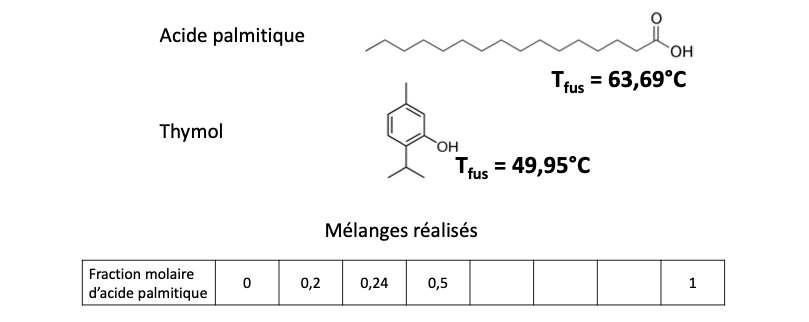 Acide palmitique
O
OH
T_fus = 63,69°C
Thymol
OH
T_fus = 49,95°C
Mélanges réalisés
Fraction molaire
d'acide palmitique
0
0,2
0,24
0,5
1